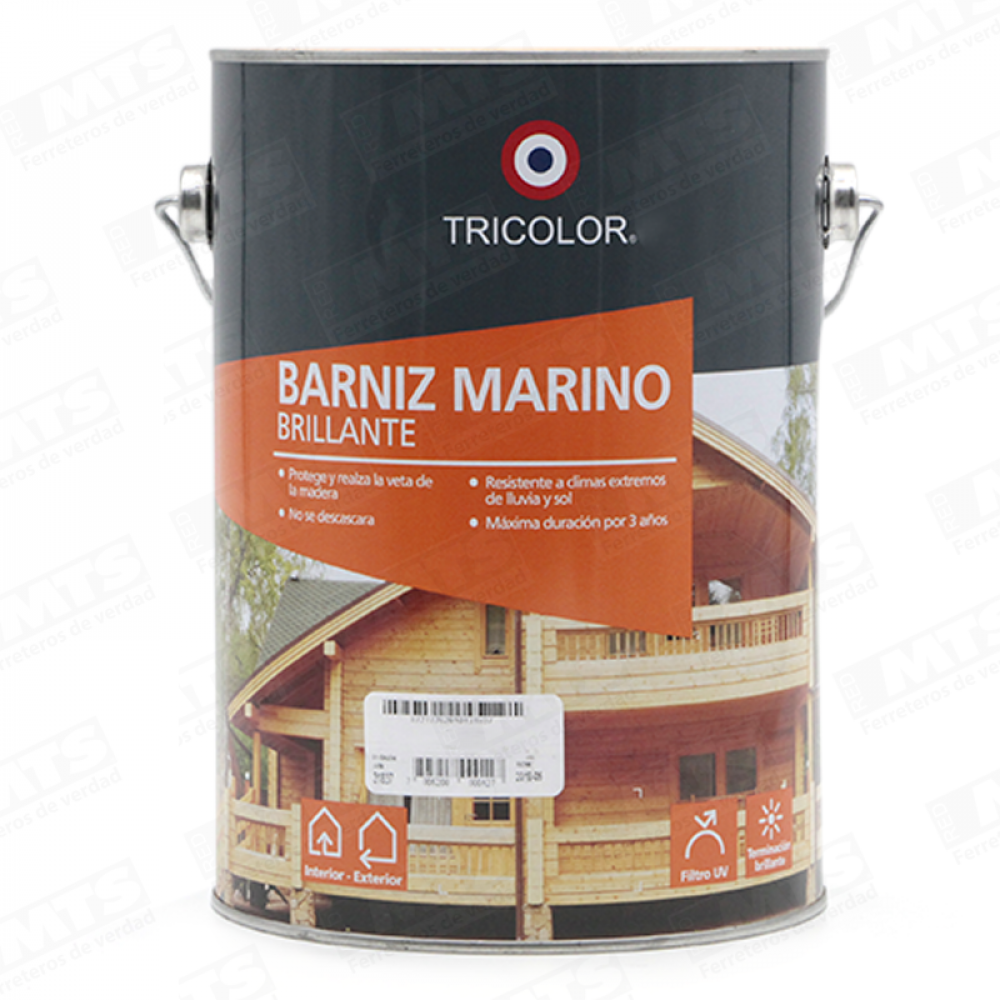 TRICOLOR®
BARNIZ MARINO
BRILLANTE
• Protege y realza la veta de
la madera
• No se descascara
• Resistente a climas extremos
de lluvia y sol
• Máxima duración por 3 años
Interior - Exterior
Filtro UV
Terminación
brillante
MTS
Ferreteros de verdad